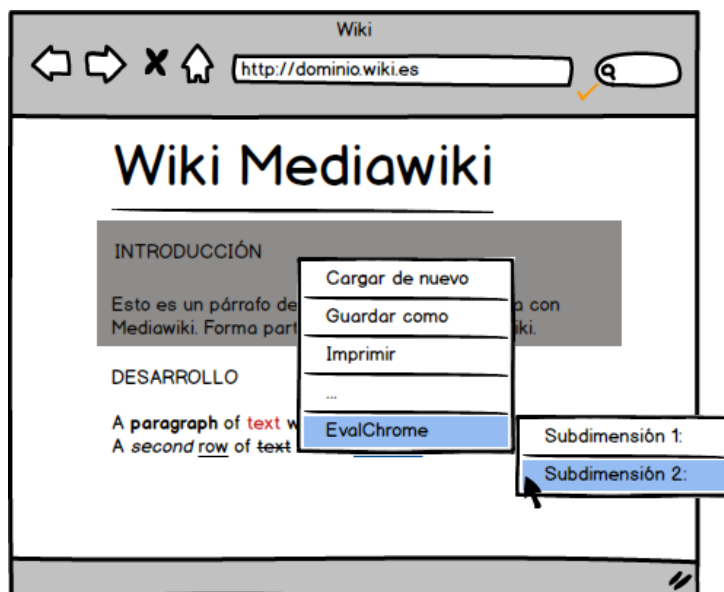 Wiki
http://dominio.wiki.es
Wiki Mediawiki
INTRODUCCIÓN
Esto es un párrafo de a con
Mediawiki. Forma part iki.
DESARROLLO
A paragraph of text w
A second row of text
Cargar de nuevo
Guardar como
Imprimir
...
EvalChrome
Subdimensión 1:
Subdimensión 2: